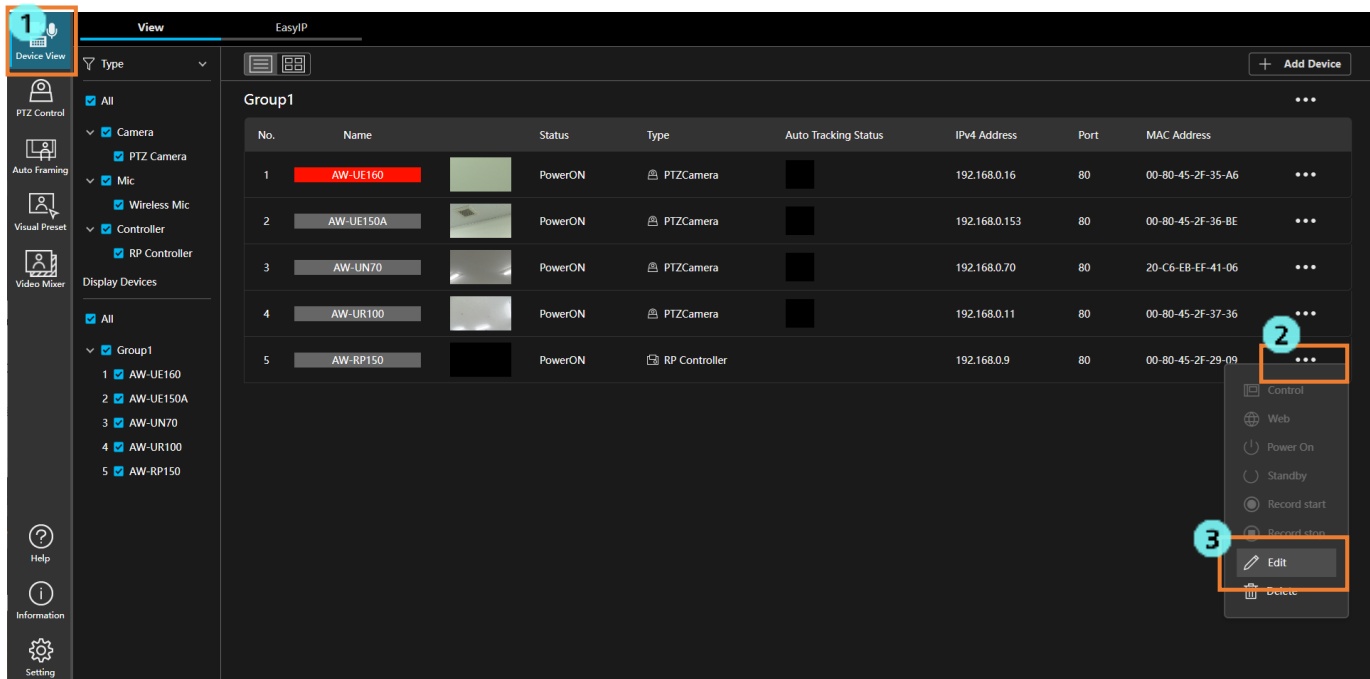 1
Device View
PTZ Control
Auto Framing
Visual Preset
Video Mixer
Help
Information
Setting
View EasyIP
Type
All
Camera
PTZ Camera
Mic
Wireless Mic
Controller
RP Controller
Display Devices
All
Group1
1 AW-UE160
2 AW-UE150A
3 AW-UN70
4 AW-UR100
5 AW-RP150
+ Add Device
Group1 •••
No. Name Status Type Auto Tracking Status IPv4 Address Port MAC Address
1 AW-UE160 PowerON PTZCamera 192.168.0.16 80 00-80-45-2F-35-A6 •••
2 AW-UE150A PowerON PTZCamera 192.168.0.153 80 00-80-45-2F-36-BE •••
3 AW-UN70 PowerON PTZCamera 192.168.0.70 80 20-C6-EB-EF-41-06 •••
4 AW-UR100 PowerON PTZCamera 192.168.0.11 80 00-80-45-2F-37-36 •••
2
5 AW-RP150 PowerON RP Controller 192.168.0.9 80 00-80-45-2F-29-09 •••
Control
Web
Power On
Standby
Record start
Record stop
3
Edit
Delete